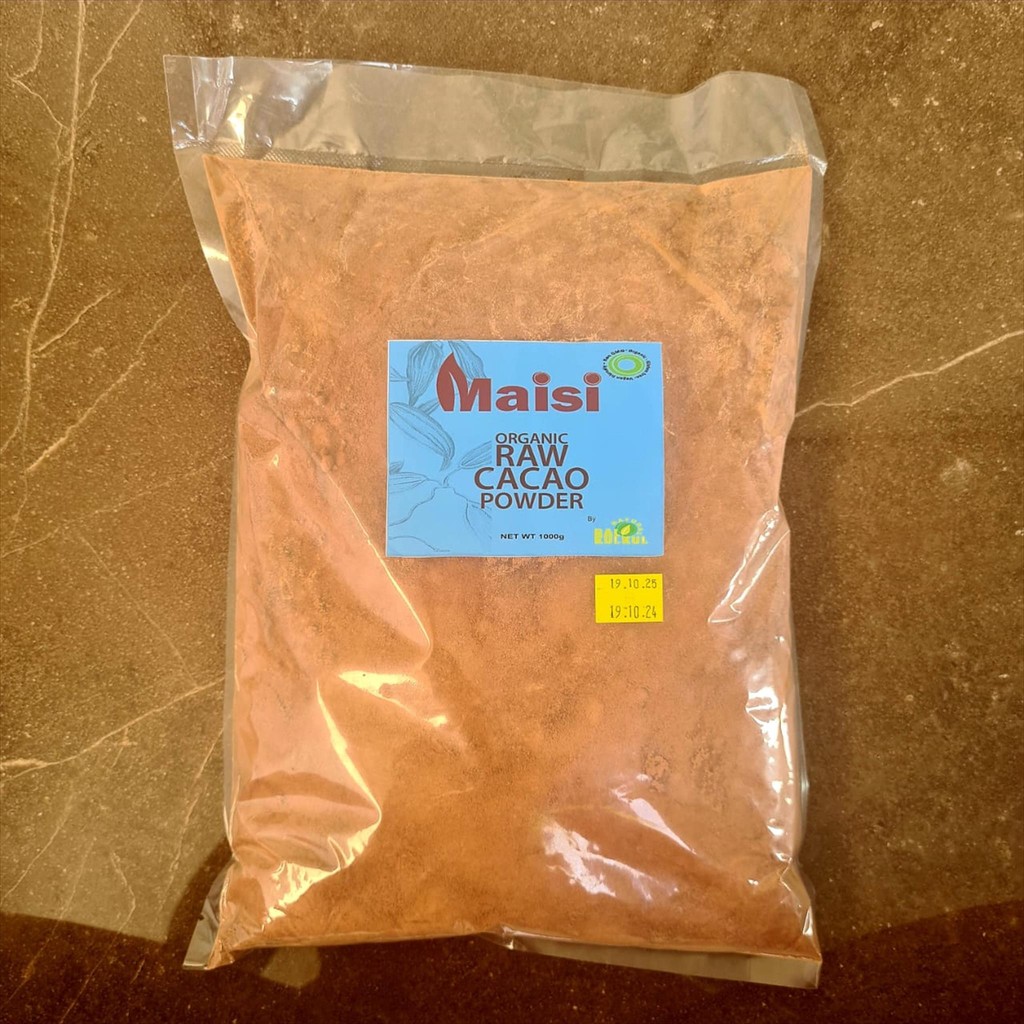 Maisi
ORGANIC
RAW
CACAO
POWDER
By
NET WT 1000g
19.10.25
19.10.24